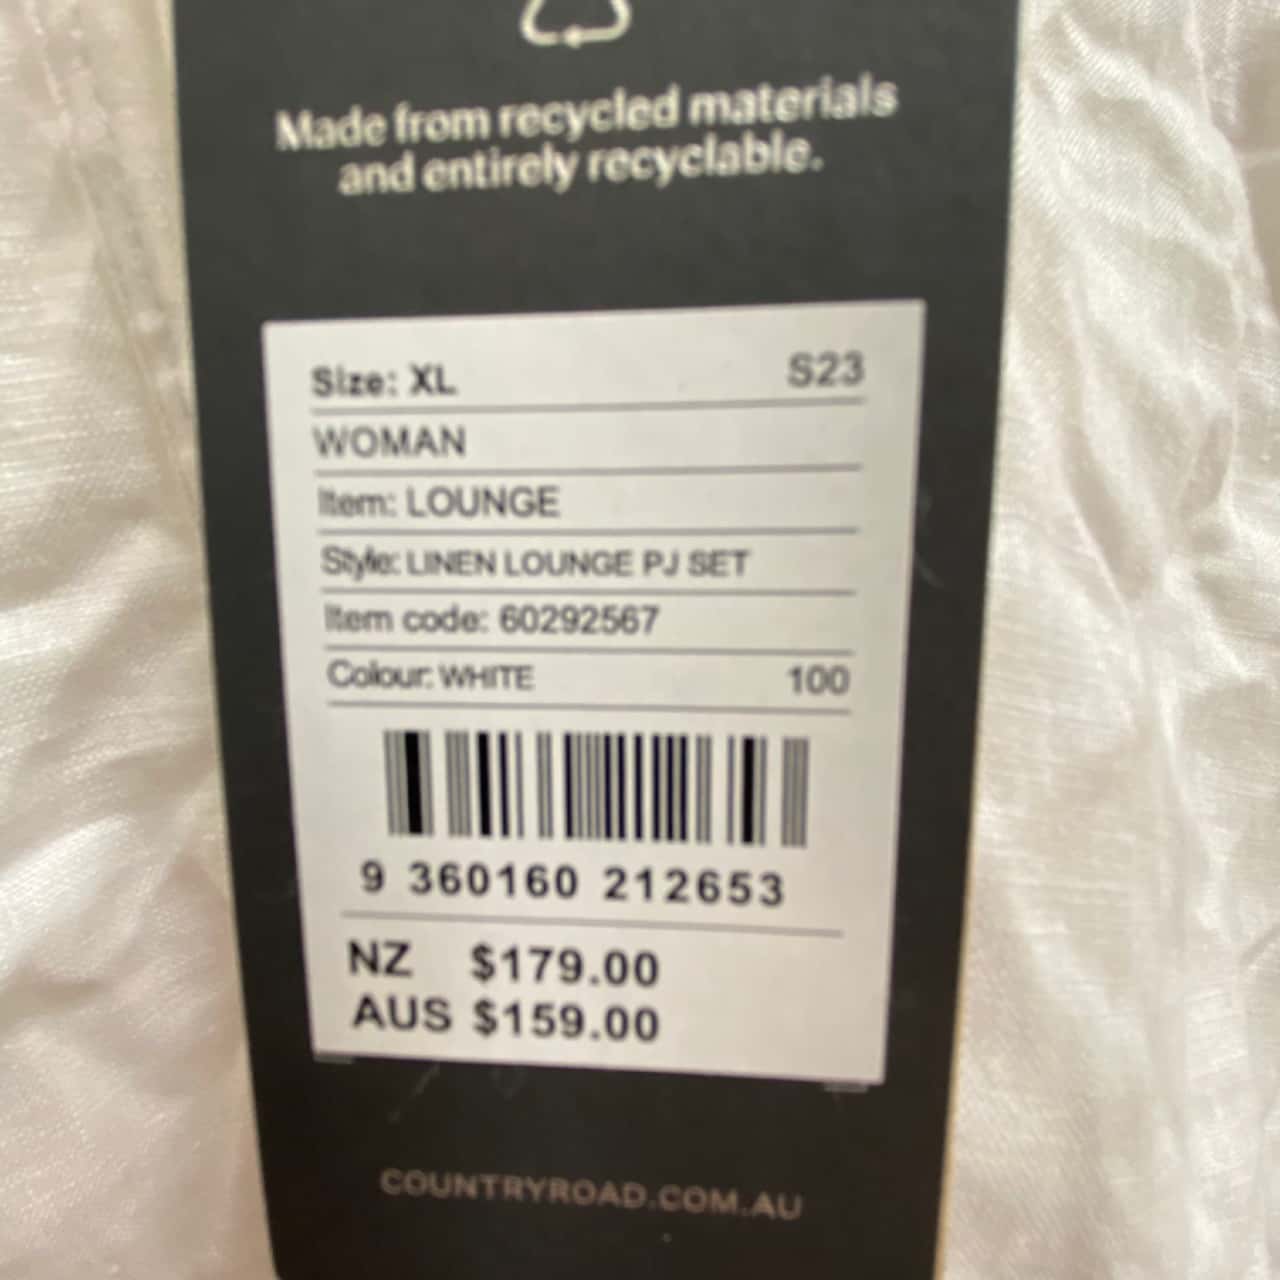 Made from recycled materials
and entirely recyclable.
Size: XL S23
WOMAN
Item: LOUNGE
Style: LINEN LOUNGE PJ SET
Item code: 60292567
Colour: WHITE 100
9 360160 212653
NZ $179.00
AUS $159.00
COUNTRYROAD.COM.AU